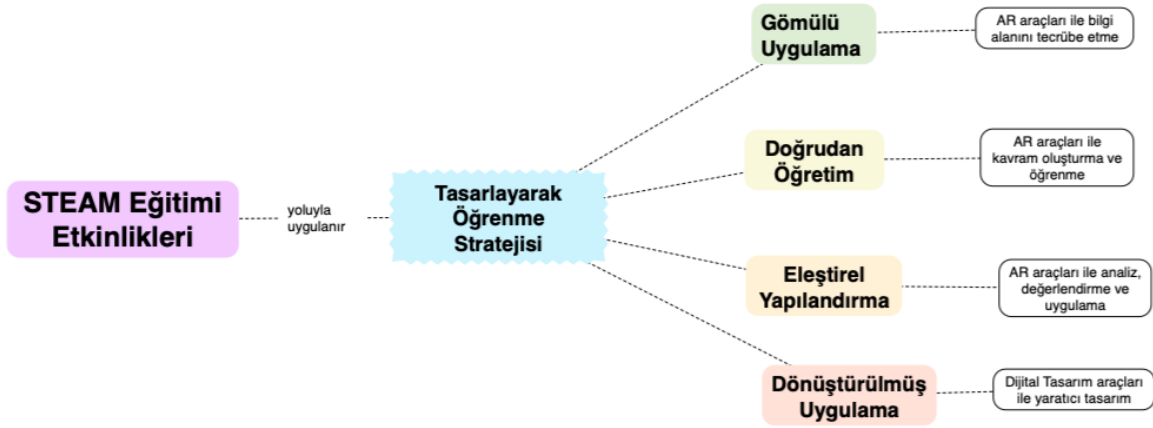 STEAM Eğitimi
Etkinlikleri
yoluyla
uygulanır
Tasarlayarak
Öğrenme
Stratejisi
Gömülü
Uygulama
AR araçları ile bilgi
alanını tecrübe etme
Doğrudan
Öğretim
AR araçları ile
kavram oluşturma ve
öğrenme
Eleştirel
Yapılandırma
AR araçları ile analiz,
değerlendirme ve
uygulama
Dönüştürülmüş
Uygulama
Dijital Tasarım araçları
ile yaratıcı tasarım